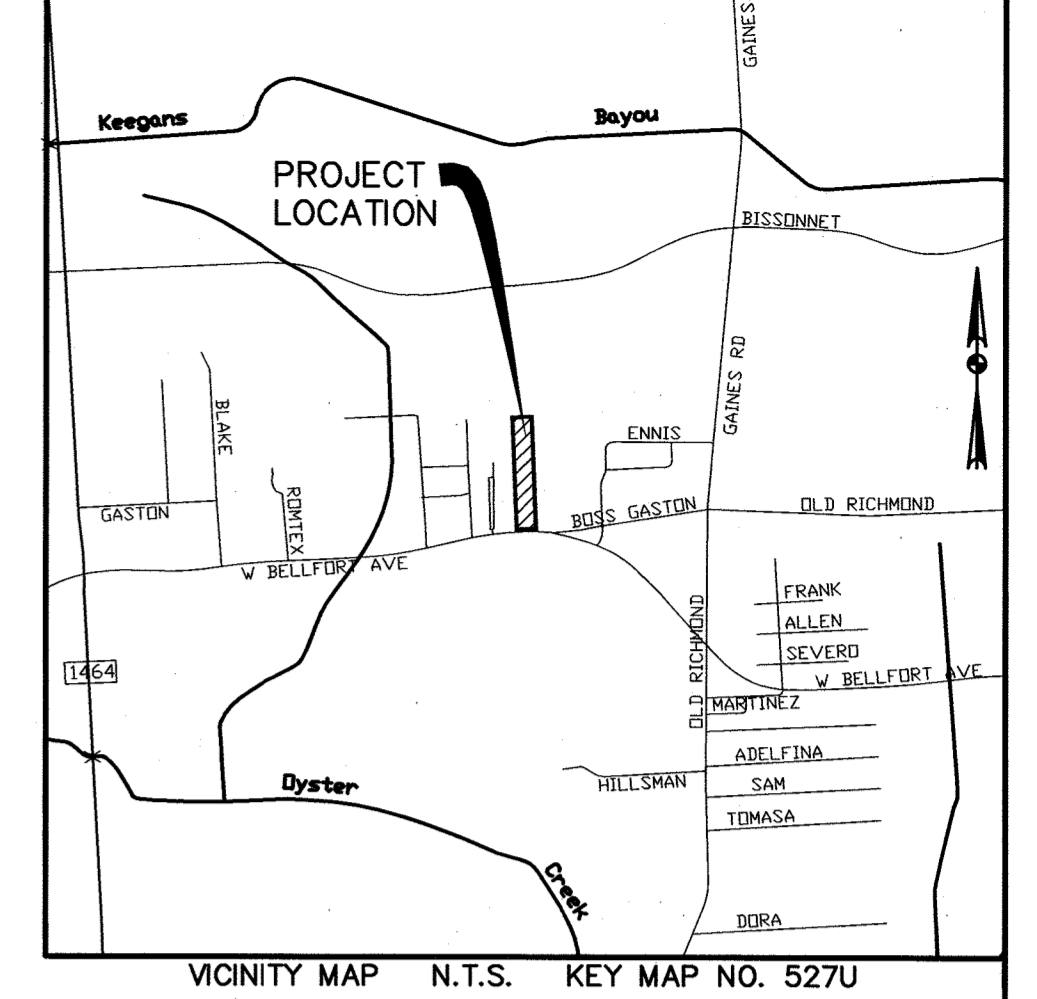 GAINES
Keegans
Bayou
PROJECT
LOCATION
BISSONNET
GAINES RD
BLAKE
ENNIS
GASTON
ROMTEX
BOSS GASTON
OLD RICHMOND
W BELLFORT AVE
FRANK
ALLEN
SEVERO
1464
OLD RICHMOND
W BELLFORT AVE
MARTINEZ
ADELFINA
HILLSMAN
SAM
Oyster
TOMASA
Creek
DORA
VICINITY MAP N.T.S. KEY MAP NO. 527U